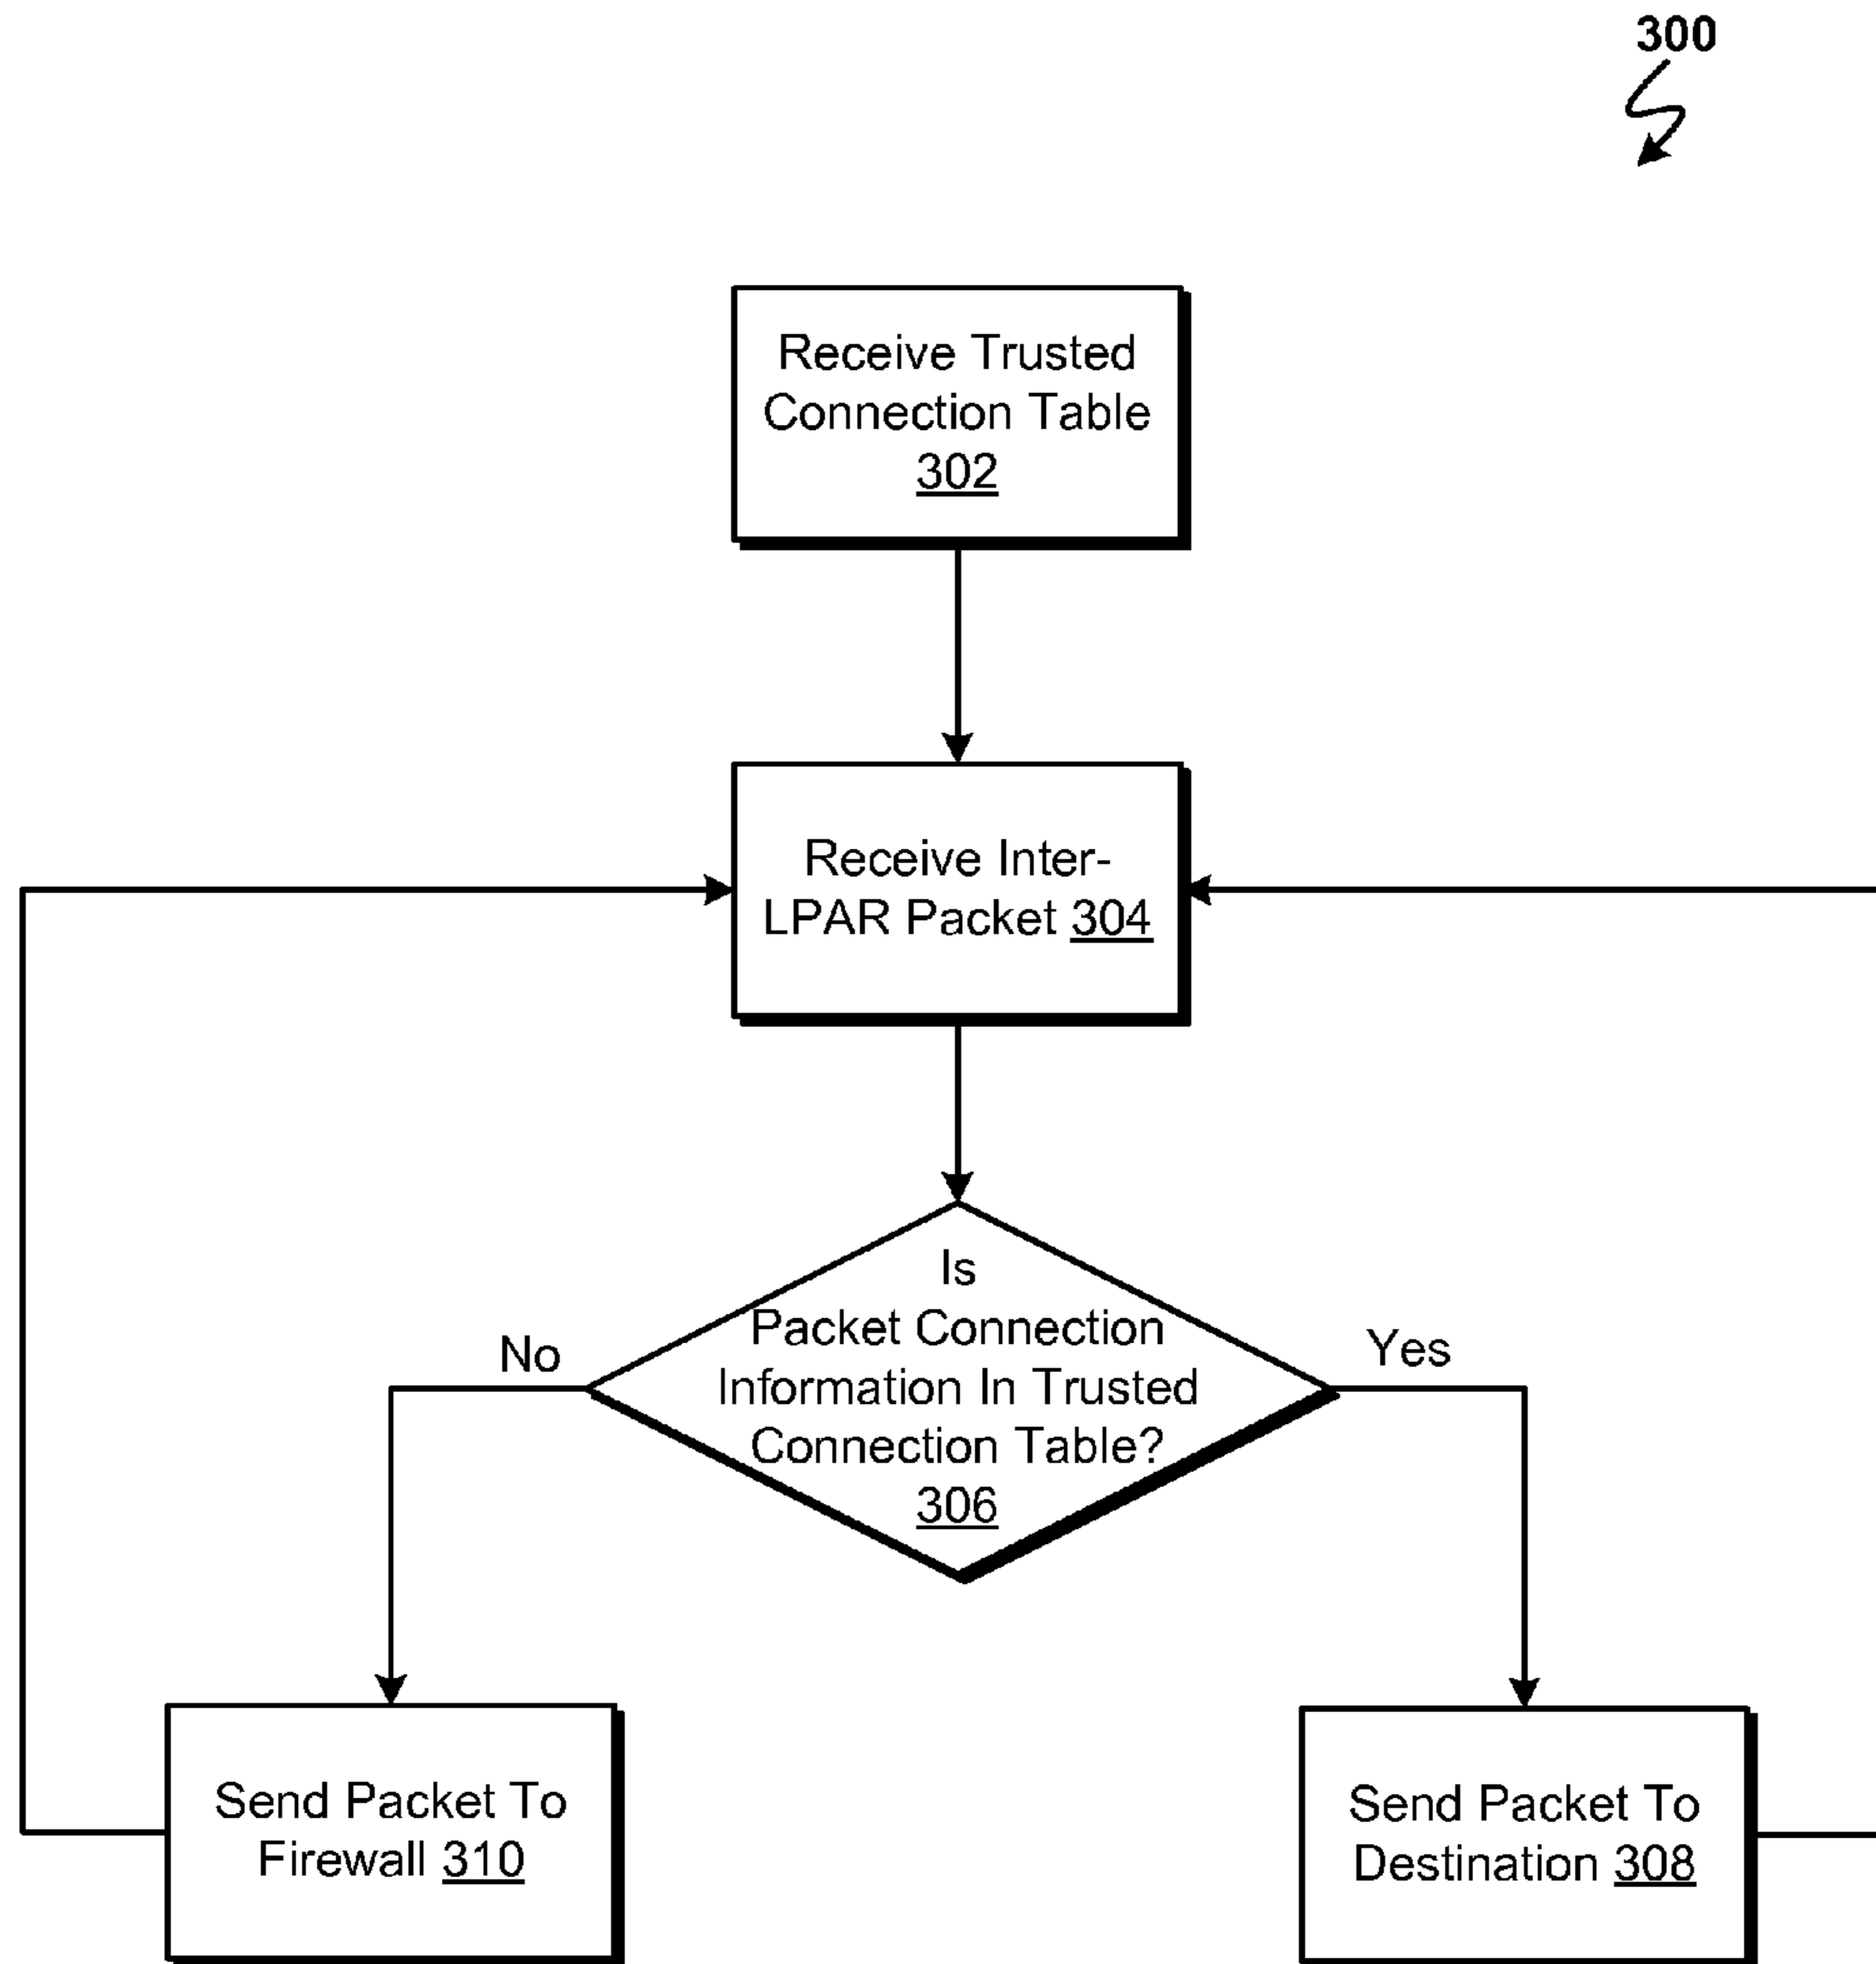 300
Receive Trusted
Connection Table
302
Receive Inter-
LPAR Packet 304
Is
Packet Connection
Information In Trusted
Connection Table?
306
No
Yes
Send Packet To
Firewall 310
Send Packet To
Destination 308